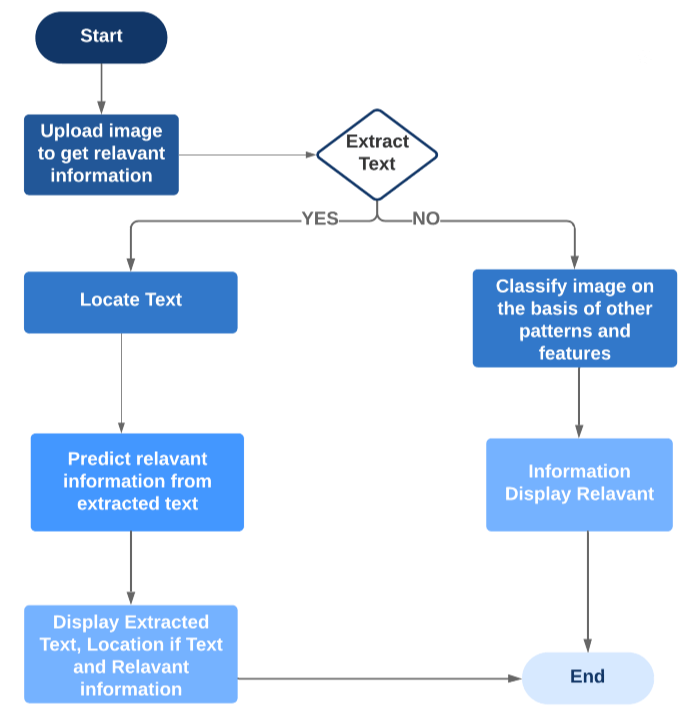 Start
Upload image
to get relavant
information
Extract
Text
YES
NO
Locate Text
Classify image on
the basis of other
patterns and
features
Predict relavant
information from
extracted text
Information
Display Relavant
Display Extracted
Text, Location if Text
and Relavant
information
End